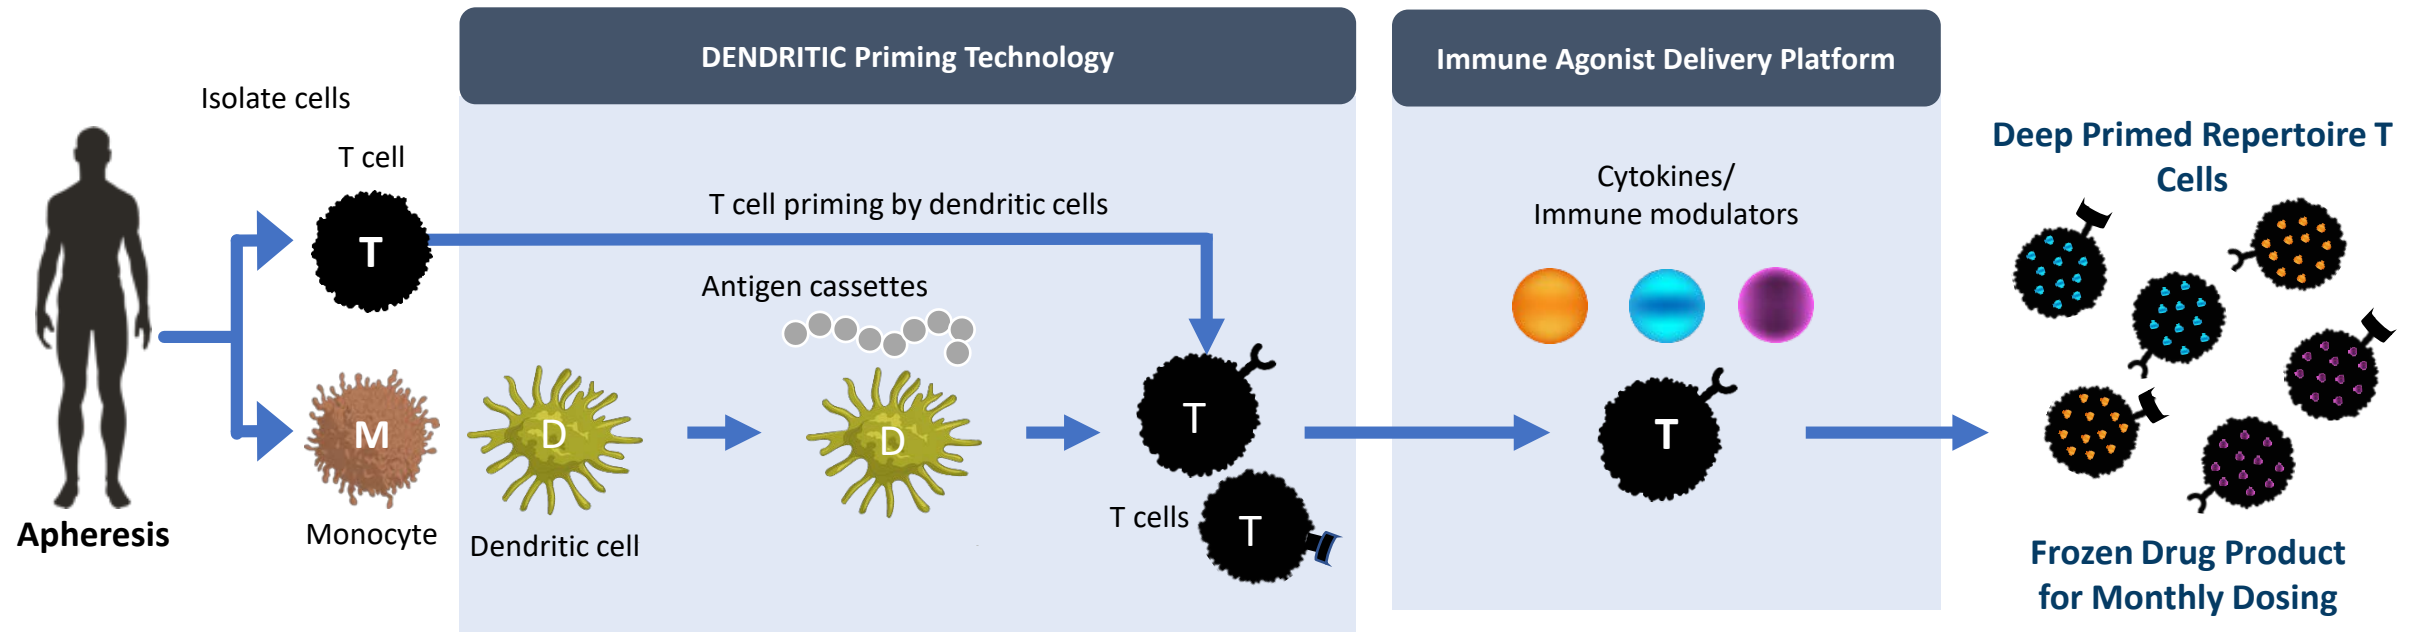 DENDRITIC Priming Technology
Immune Agonist Delivery Platform
Isolate cells
T cell
T
M
Monocyte
Apheresis
T cell priming by dendritic cells
Antigen cassettes
D
Dendritic cell
D
T
T cells
T
Cytokines/
Immune modulators
T
Deep Primed Repertoire T
Cells
Frozen Drug Product
for Monthly Dosing